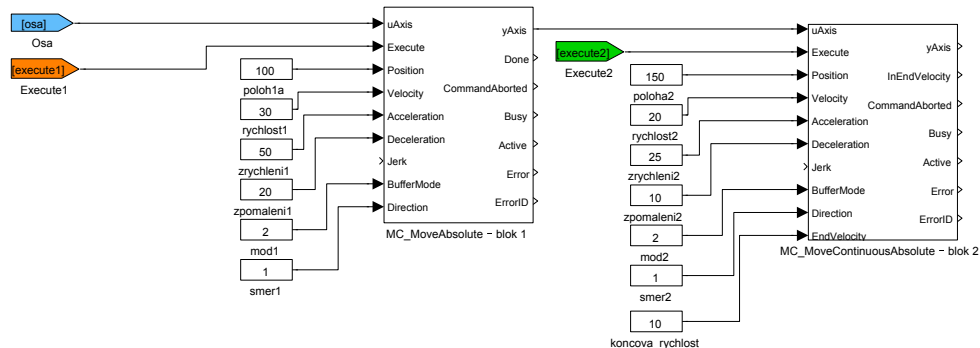 [osa]
Osa
[execute1]
Execute1
100
poloh1a
30
rychlost1
50
zrychleni1
20
zpomaleni1
2
mod1
1
smer1
uAxis
Execute
Position
Velocity
Acceleration
Deceleration
Jerk
BufferMode
Direction
yAxis
Done
CommandAborted
Busy
Active
Error
ErrorID
MC_MoveAbsolute − blok 1
[execute2]
Execute2
150
poloha2
20
rychlost2
25
zrychleni2
10
zpomaleni2
2
mod2
1
smer2
10
koncova_rychlost
uAxis
Execute
Position
Velocity
Acceleration
Deceleration
Jerk
BufferMode
Direction
EndVelocity
yAxis
InEndVelocity
CommandAborted
Busy
Active
Error
ErrorID
MC_MoveContinuousAbsolute − blok 2